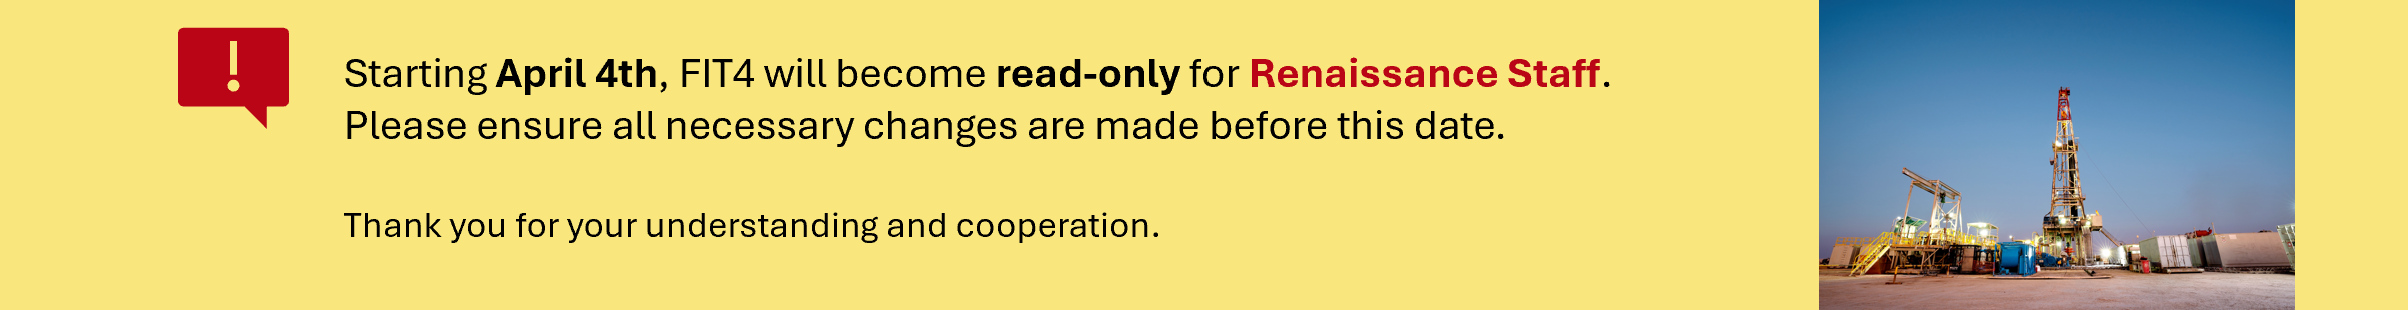 Starting April 4th, FIT4 will become read-only for Renaissance Staff.
Please ensure all necessary changes are made before this date.
Thank you for your understanding and cooperation.